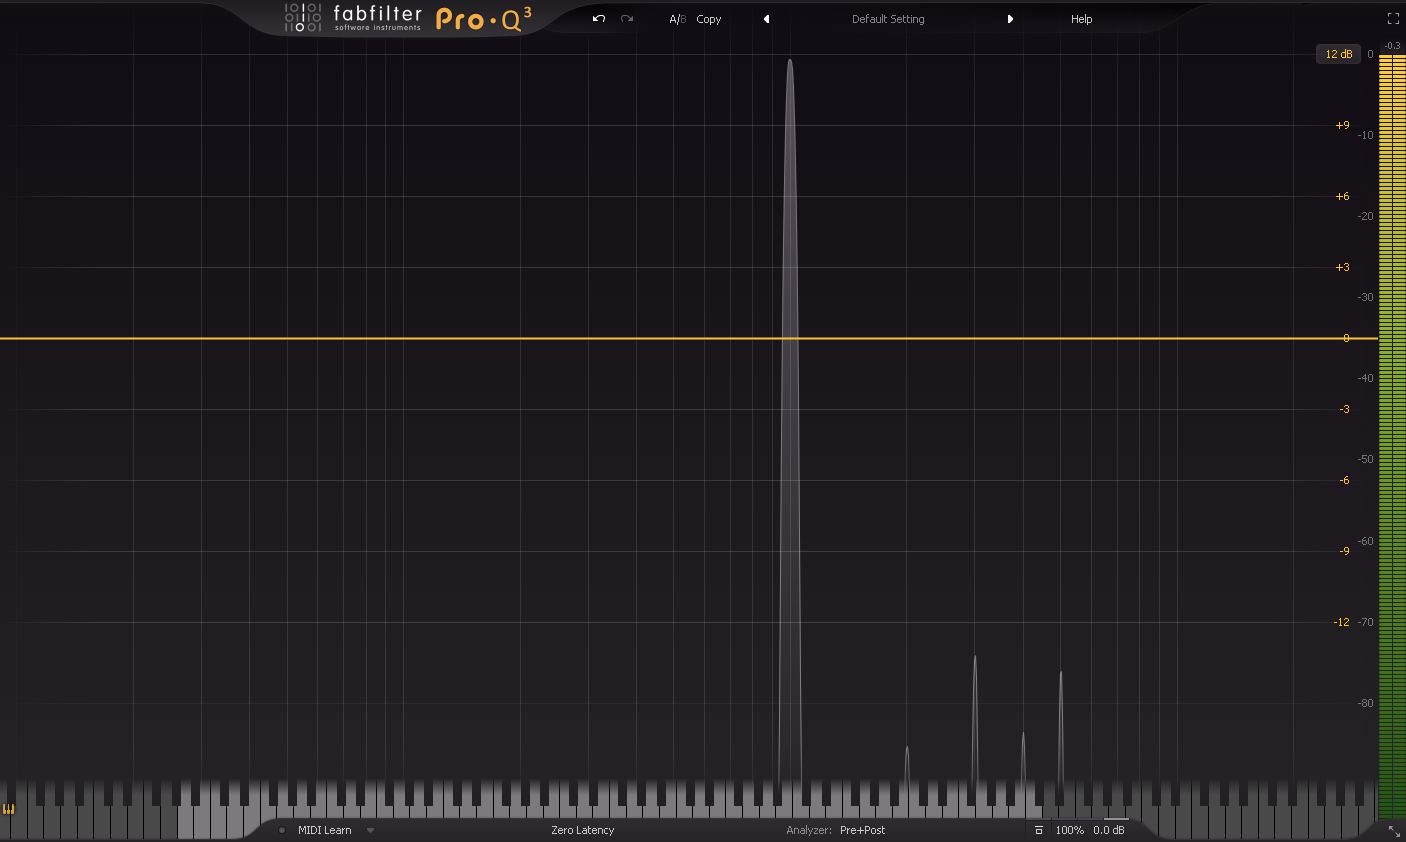 fabfilter
software instruments
Pro·Q³
A/B Copy
Default Setting
Help
-0.3
12 dB 0
+9
-10
+6
-20
+3
-30
0
-40
-3
-50
-6
-60
-9
-12 -70
-80
MIDI Learn
Zero Latency
Analyzer: Pre+Post
100% 0.0 dB